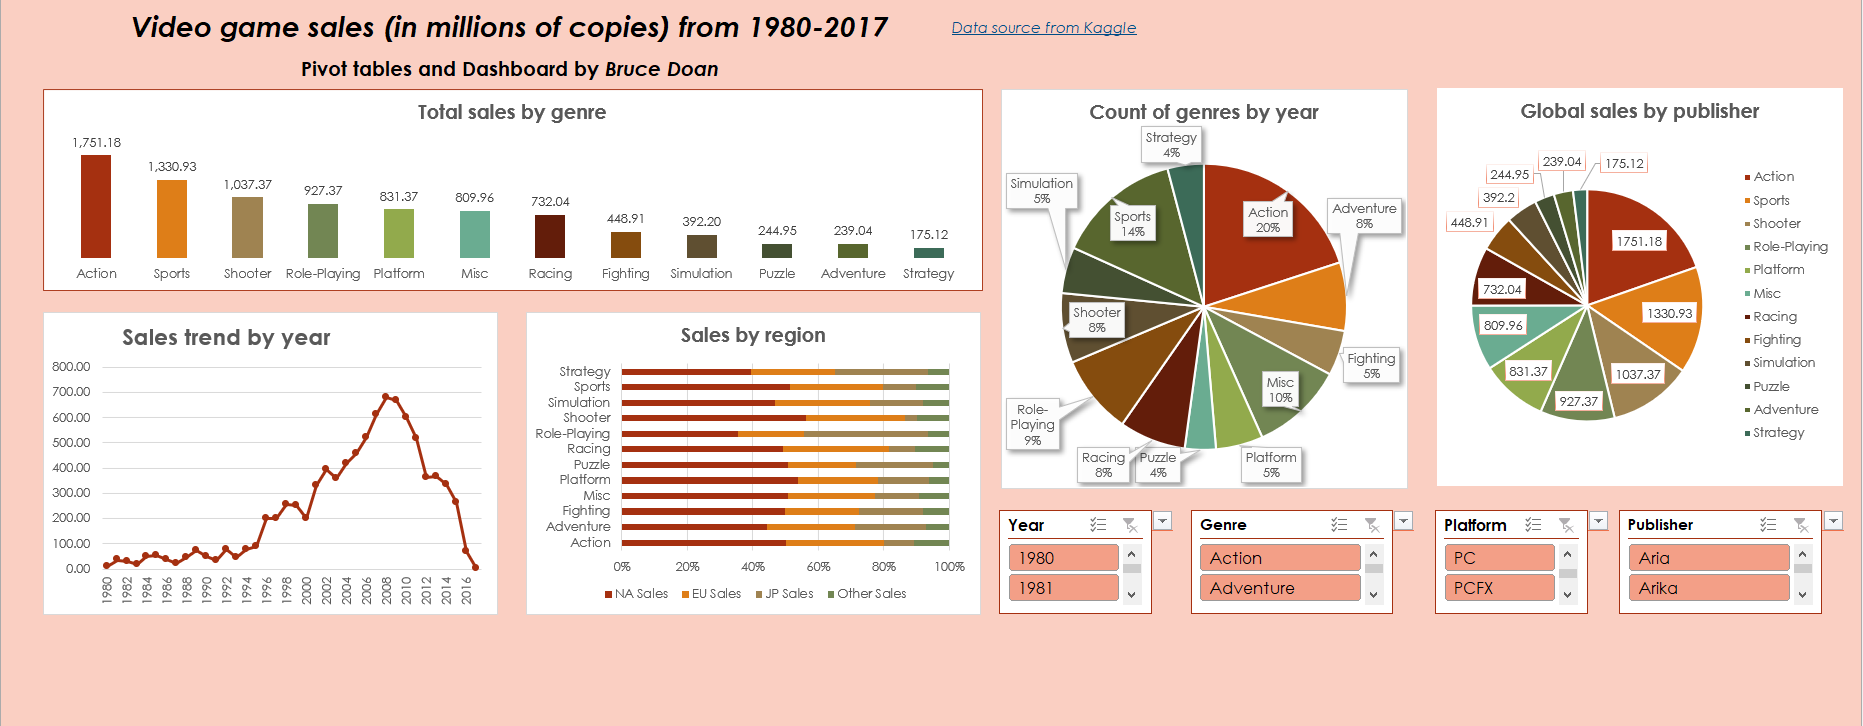 Video game sales (in millions of copies) from 1980-2017
Data source from Kaggle
Pivot tables and Dashboard by Bruce Doan
Total sales by genre
1,751.18
1,330.93
1,037.37
927.37
831.37
809.96
732.04
448.91
392.20
244.95
239.04
175.12
Action
Sports
Shooter
Role-Playing
Platform
Misc
Racing
Fighting
Simulation
Puzzle
Adventure
Strategy
Count of genres by year
Strategy
4%
Simulation
5%
Sports
14%
Action
20%
Adventure
8%
Shooter
8%
Fighting
5%
Misc
10%
Role-
Playing
9%
Racing
8%
Puzzle
4%
Platform
5%
Global sales by publisher
239.04
175.12
244.95
392.2
448.91
1751.18
732.04
1330.93
809.96
831.37
1037.37
927.37
Action
Sports
Shooter
Role-Playing
Platform
Misc
Racing
Fighting
Simulation
Puzzle
Adventure
Strategy
Sales trend by year
800.00
700.00
600.00
500.00
400.00
300.00
200.00
100.00
0.00
1980
1982
1984
1986
1988
1990
1992
1994
1996
1998
2000
2002
2004
2006
2008
2010
2012
2014
2016
Sales by region
Strategy
Sports
Simulation
Shooter
Role-Playing
Racing
Puzzle
Platform
Misc
Fighting
Adventure
Action
0%
20%
40%
60%
80%
100%
NA Sales
EU Sales
JP Sales
Other Sales
Year
1980
1981
Genre
Action
Adventure
Platform
PC
PCFX
Publisher
Aria
Arika